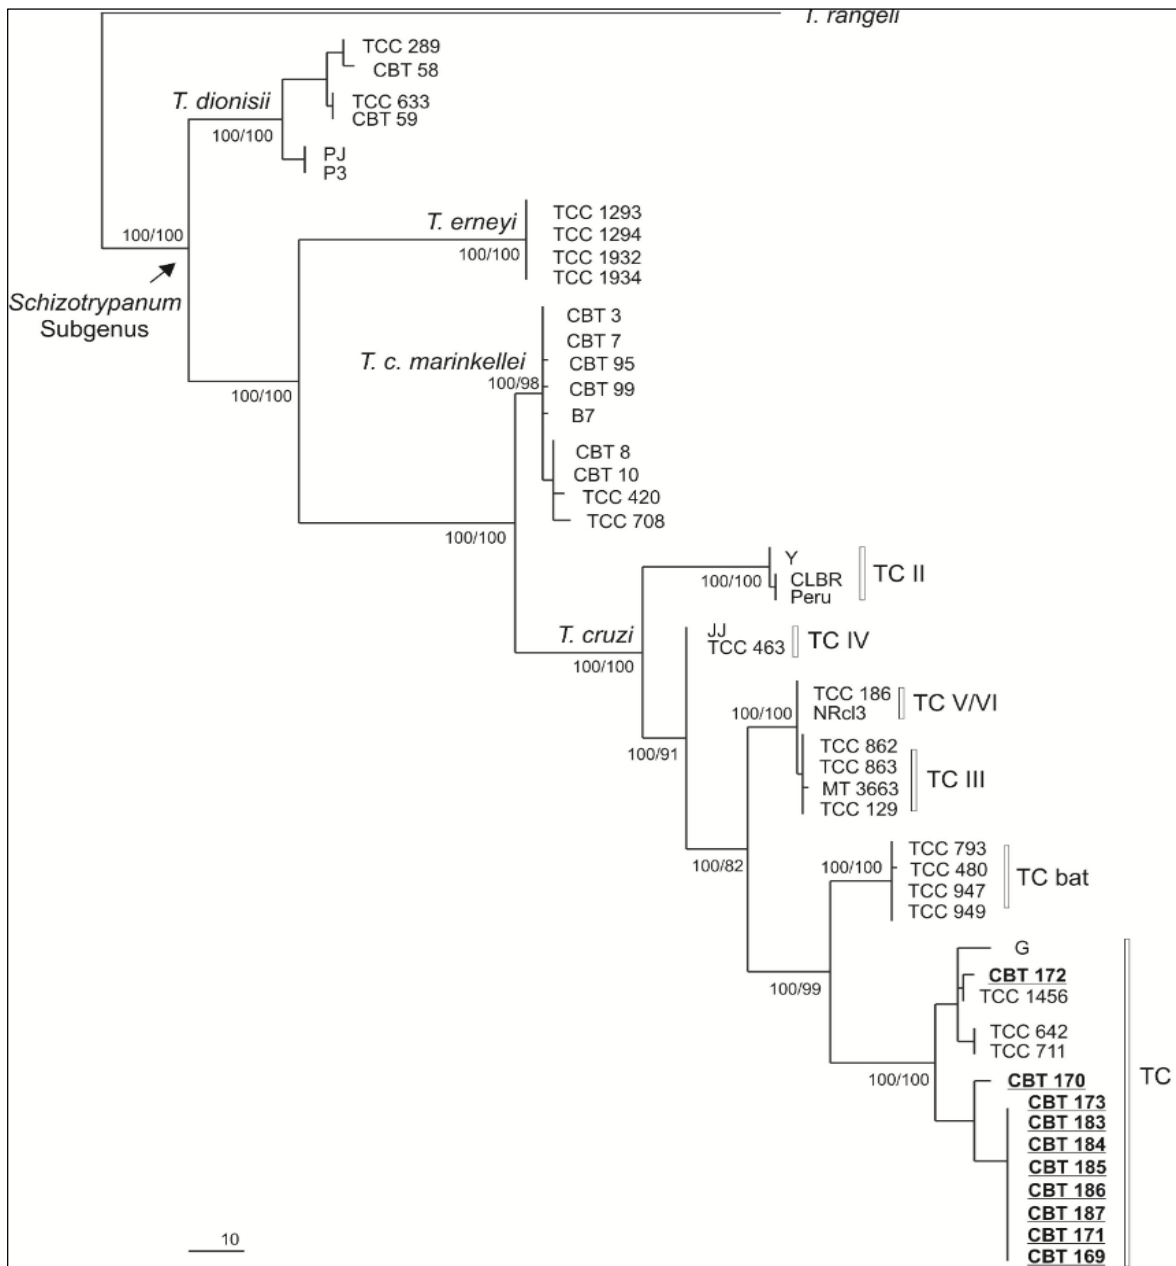 T. rangeli
TCC 289
CBT 58
T. dionisii
TCC 633
CBT 59
100/100
PJ
P3
T. erneyi
TCC 1293
TCC 1294
TCC 1932
TCC 1934
100/100
100/100
Schizotrypanum
Subgenus
CBT 3
CBT 7
T. c. marinkellei
CBT 95
100/98
CBT 99
100/100
B7
CBT 8
CBT 10
TCC 420
TCC 708
100/100
Y
CLBR
Peru
100/100
TC II
T. cruzi
JJ
TCC 463
TC IV
100/100
TCC 186
NRcl3
100/100
TC V/VI
TCC 862
TCC 863
MT 3663
TCC 129
TC III
100/91
TCC 793
TCC 480
TCC 947
TCC 949
100/100
TC bat
100/82
G
CBT 172
TCC 1456
100/99
TCC 642
TCC 711
CBT 170
100/100
TC
CBT 173
CBT 183
CBT 184
CBT 185
CBT 186
CBT 187
CBT 171
CBT 169
10